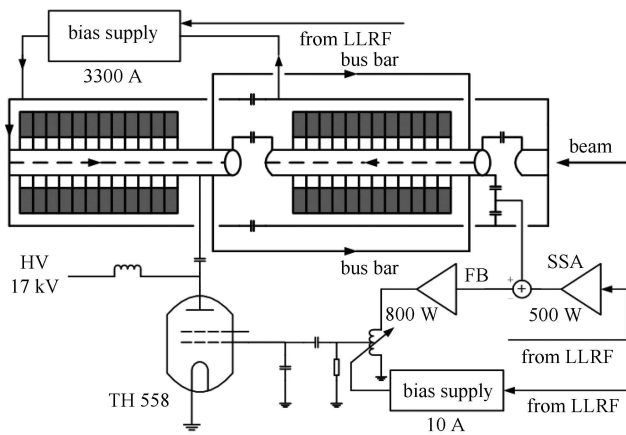 bias supply
3300 A
from LLRF
bus bar
beam
bus bar
HV
17 kV
FB
SSA
+
+
-
800 W
500 W
from LLRF
TH 558
bias supply
from LLRF
10 A